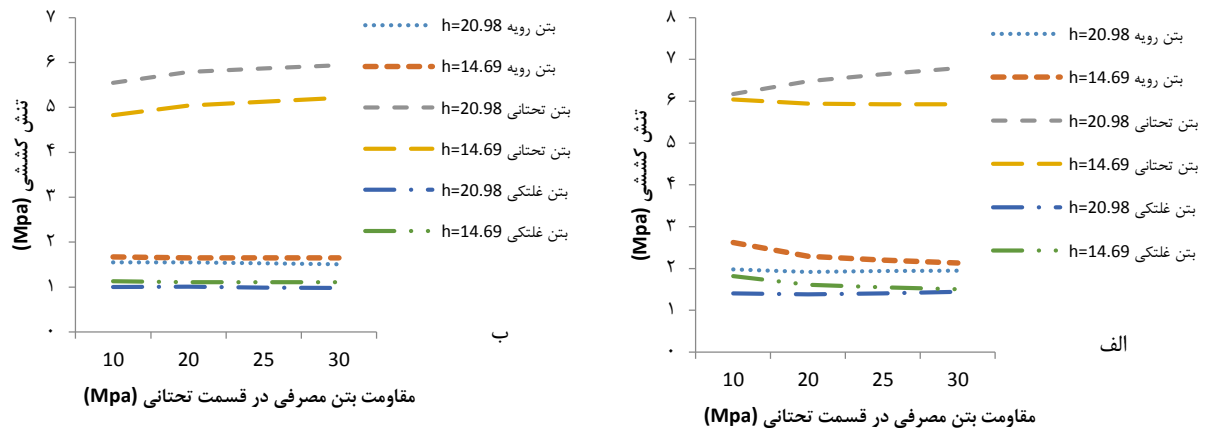 ۷
۶
۵
۴
۳
۲
۱
۰
تنش کششی (Mpa)
10 20 25 30
مقاومت بتن مصرفی در قسمت تحتانی (Mpa)
بتن رویه h=20.98
بتن رویه h=14.69
بتن تحتانی h=20.98
بتن تحتانی h=14.69
بتن غلتکی h=20.98
بتن غلتکی h=14.69
ب
۸
۷
۶
۵
۴
۳
۲
۱
۰
تنش کششی (Mpa)
10 20 25 30
مقاومت بتن مصرفی در قسمت تحتانی (Mpa)
بتن رویه h=20.98
بتن رویه h=14.69
بتن تحتانی h=20.98
بتن تحتانی h=14.69
بتن غلتکی h=20.98
بتن غلتکی h=14.69
الف